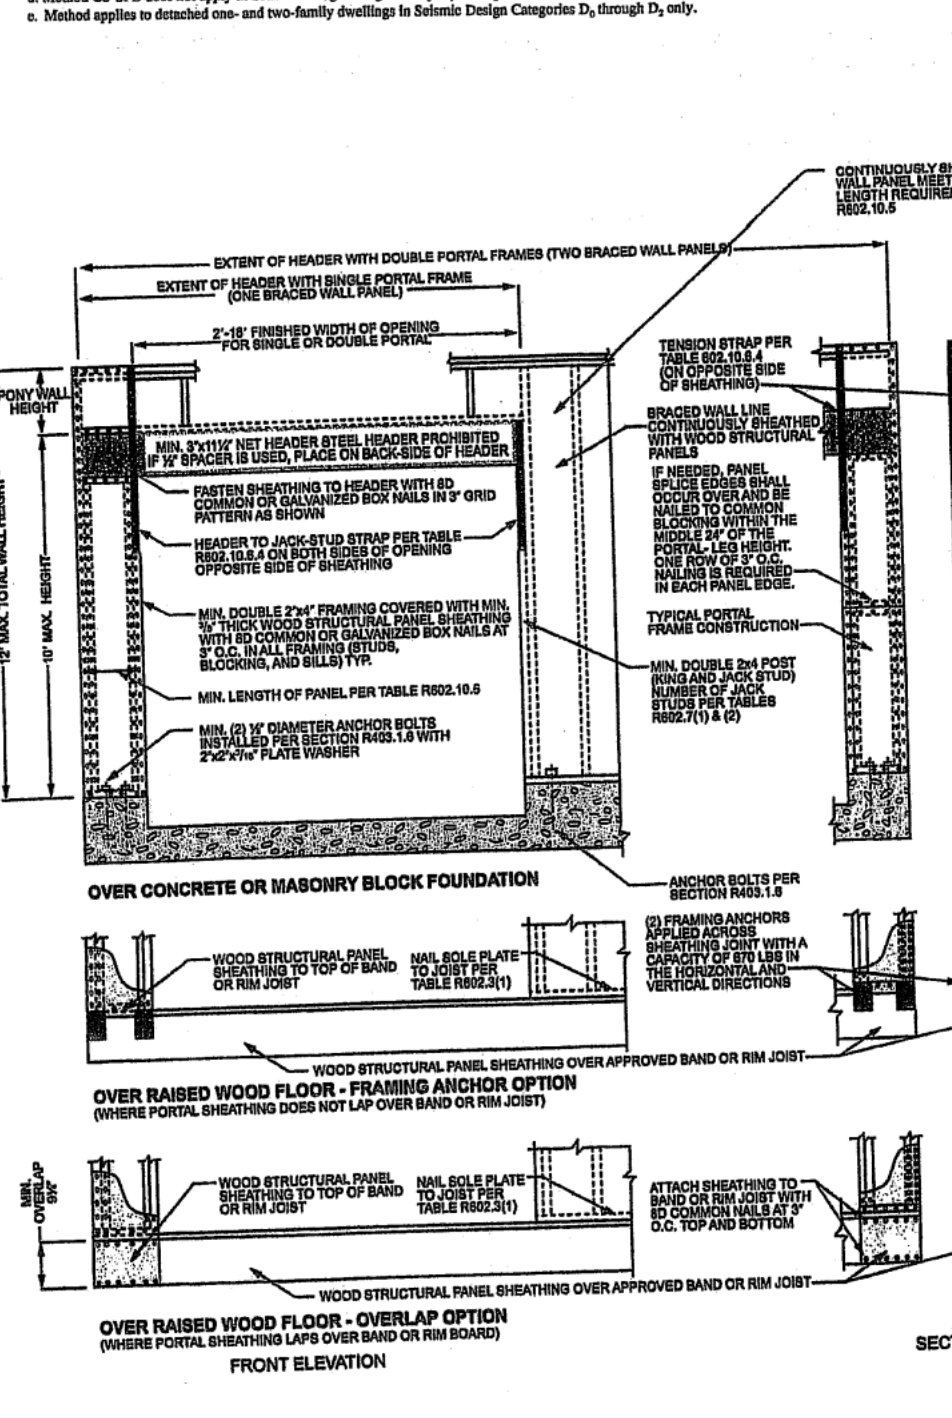 e. Method applies to detached one- and two-family dwellings in Seismic Design Categories D0 through D2 only.
CONTINUOUSLY SH
WALL PANEL MEET
LENGTH REQUIRE
R602.10.5
EXTENT OF HEADER WITH DOUBLE PORTAL FRAMES (TWO BRACED WALL PANELS)
EXTENT OF HEADER WITH SINGLE PORTAL FRAME
(ONE BRACED WALL PANEL)
2'-18' FINISHED WIDTH OF OPENING
FOR SINGLE OR DOUBLE PORTAL
TENSION STRAP PER
TABLE 602.10.6.4
(ON OPPOSITE SIDE
OF SHEATHING)
PONY WALL
HEIGHT
BRACED WALL LINE
CONTINUOUSLY SHEATHED
WITH WOOD STRUCTURAL
PANELS
MIN. 3"x11¼" NET HEADER STEEL HEADER PROHIBITED
IF ½" SPACER IS USED, PLACE ON BACK-SIDE OF HEADER
FASTEN SHEATHING TO HEADER WITH 8D
COMMON OR GALVANIZED BOX NAILS IN 3" GRID
PATTERN AS SHOWN
IF NEEDED, PANEL
SPLICE EDGES SHALL
OCCUR OVER AND BE
NAILED TO COMMON
BLOCKING WITHIN THE
MIDDLE 24" OF THE
PORTAL- LEG HEIGHT.
ONE ROW OF 3" O.C.
NAILING IS REQUIRED
IN EACH PANEL EDGE.
HEADER TO JACK-STUD STRAP PER TABLE
R602.10.6.4 ON BOTH SIDES OF OPENING
OPPOSITE SIDE OF SHEATHING
12' MAX. TOTAL WALL HEIGHT
10' MAX. HEIGHT
MIN. DOUBLE 2"x4" FRAMING COVERED WITH MIN.
⅜" THICK WOOD STRUCTURAL PANEL SHEATHING
WITH 8D COMMON OR GALVANIZED BOX NAILS AT
3" O.C. IN ALL FRAMING (STUDS,
BLOCKING, AND SILLS) TYP.
TYPICAL PORTAL
FRAME CONSTRUCTION
MIN. LENGTH OF PANEL PER TABLE R602.10.5
MIN. DOUBLE 2x4 POST
(KING AND JACK STUD)
NUMBER OF JACK
STUDS PER TABLES
R602.7(1) & (2)
MIN. (2) ½" DIAMETER ANCHOR BOLTS
INSTALLED PER SECTION R403.1.6 WITH
2"x2"x³/₁₆" PLATE WASHER
OVER CONCRETE OR MASONRY BLOCK FOUNDATION
ANCHOR BOLTS PER
SECTION R403.1.6
WOOD STRUCTURAL PANEL
SHEATHING TO TOP OF BAND
OR RIM JOIST
NAIL SOLE PLATE
TO JOIST PER
TABLE R602.3(1)
(2) FRAMING ANCHORS
APPLIED ACROSS
SHEATHING JOINT WITH A
CAPACITY OF 670 LBS IN
THE HORIZONTAL AND
VERTICAL DIRECTIONS
WOOD STRUCTURAL PANEL SHEATHING OVER APPROVED BAND OR RIM JOIST
OVER RAISED WOOD FLOOR - FRAMING ANCHOR OPTION
(WHERE PORTAL SHEATHING DOES NOT LAP OVER BAND OR RIM JOIST)
MIN.
OVERLAP
9¼"
WOOD STRUCTURAL PANEL
SHEATHING TO TOP OF BAND
OR RIM JOIST
NAIL SOLE PLATE
TO JOIST PER
TABLE R602.3(1)
ATTACH SHEATHING TO
BAND OR RIM JOIST WITH
8D COMMON NAILS AT 3"
O.C. TOP AND BOTTOM
WOOD STRUCTURAL PANEL SHEATHING OVER APPROVED BAND OR RIM JOIST
OVER RAISED WOOD FLOOR - OVERLAP OPTION
(WHERE PORTAL SHEATHING LAPS OVER BAND OR RIM BOARD)
FRONT ELEVATION
SEC